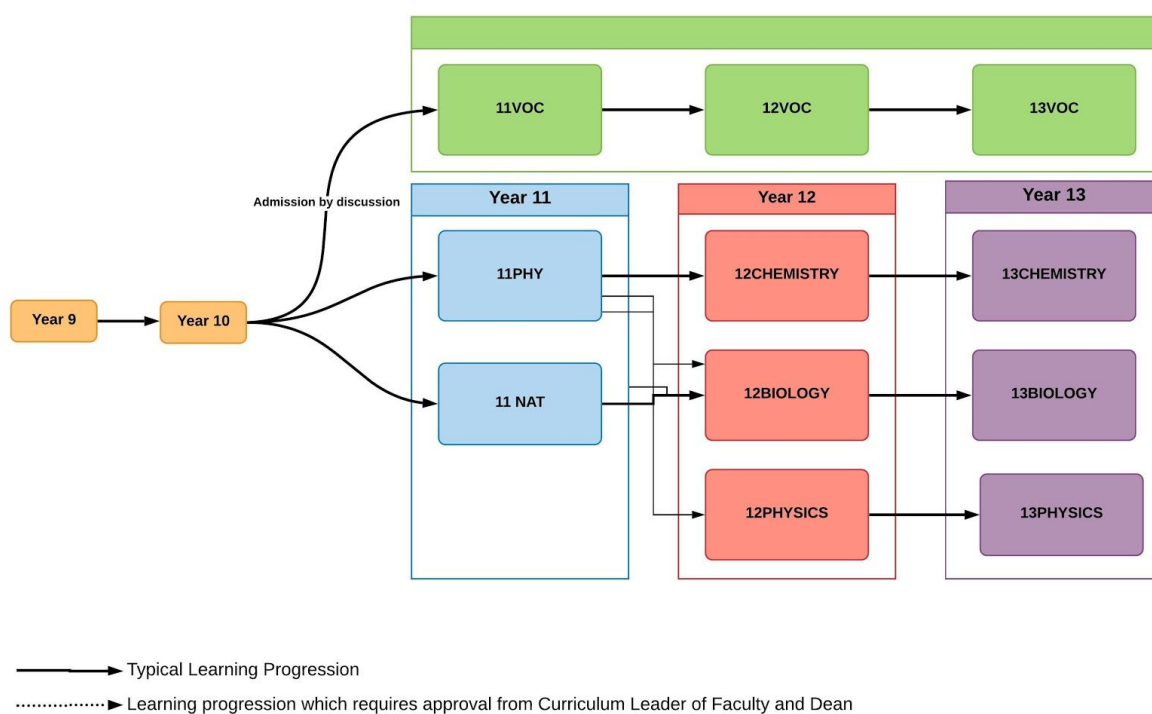 11VOC
12VOC
13VOC
Admission by discussion
Year 11
Year 12
Year 13
11PHY
12CHEMISTRY
13CHEMISTRY
Year 9
Year 10
11 NAT
12BIOLOGY
13BIOLOGY
12PHYSICS
13PHYSICS
Typical Learning Progression
Learning progression which requires approval from Curriculum Leader of Faculty and Dean